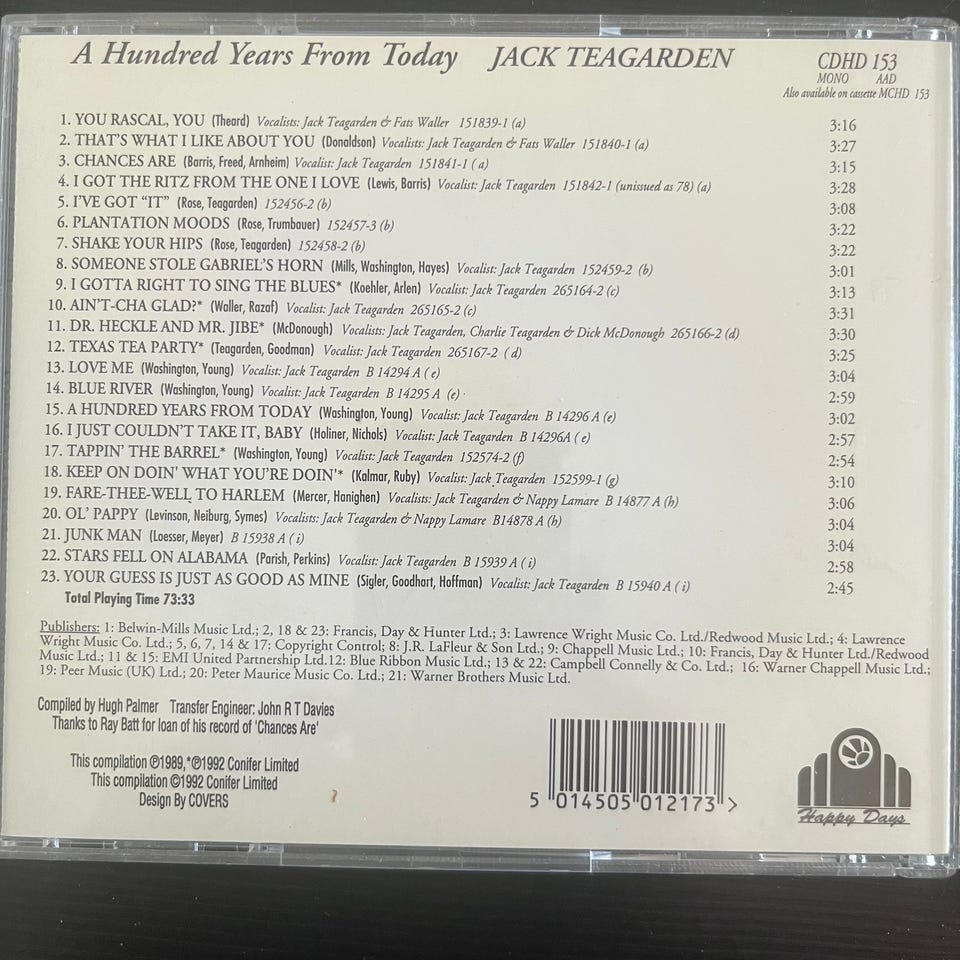 A Hundred Years From Today JACK TEAGARDEN CDHD 153
MONO AAD
Also available on cassette MCHD 153
1. YOU RASCAL, YOU (Theard) Vocalists: Jack Teagarden & Fats Waller 151839-1 (a) 3:16
2. THAT'S WHAT I LIKE ABOUT YOU (Donaldson) Vocalists: Jack Teagarden & Fats Waller 151840-1 (a) 3:27
3. CHANCES ARE (Barris, Freed, Arnheim) Vocalist: Jack Teagarden 151841-1 ( a) 3:15
4. I GOT THE RITZ FROM THE ONE I LOVE (Lewis, Barris) Vocalist: Jack Teagarden 151842-1 (unissued as 78) (a) 3:28
5. I'VE GOT "IT" (Rose, Teagarden) 152456-2 (b) 3:08
6. PLANTATION MOODS (Rose, Trumbauer) 152457-3 (b) 3:22
7. SHAKE YOUR HIPS (Rose, Teagarden) 152458-2 (b) 3:22
8. SOMEONE STOLE GABRIEL'S HORN (Mills, Washington, Hayes) Vocalist: Jack Teagarden 152459-2 (b) 3:01
9. I GOTTA RIGHT TO SING THE BLUES* (Koehler, Arlen) Vocalist: Jack Teagarden 265164-2 (c) 3:13
10. AIN'T-CHA GLAD?* (Waller, Razaf) Vocalist: Jack Teagarden 265165-2 (c) 3:31
11. DR. HECKLE AND MR. JIBE* (McDonough) Vocalists: Jack Teagarden, Charlie Teagarden & Dick McDonough 265166-2 (d) 3:30
12. TEXAS TEA PARTY* (Teagarden, Goodman) Vocalist: Jack Teagarden 265167-2 ( d) 3:25
13. LOVE ME (Washington, Young) Vocalist: Jack Teagarden B 14294 A ( e) 3:04
14. BLUE RIVER (Washington, Young) Vocalist: Jack Teagarden B 14295 A (e) 2:59
15. A HUNDRED YEARS FROM TODAY (Washington, Young) Vocalist: Jack Teagarden B 14296 A (e) 3:02
16. I JUST COULDN'T TAKE IT, BABY (Holiner, Nichols) Vocalist: Jack Teagarden B 14296A ( e) 2:57
17. TAPPIN' THE BARREL* (Washington, Young) Vocalist: Jack Teagarden 152574-2 (f) 2:54
18. KEEP ON DOIN' WHAT YOU'RE DOIN'* (Kalmar, Ruby) Vocalist: Jack Teagarden 152599-1 (g) 3:10
19. FARE-THEE-WELL TO HARLEM (Mercer, Hanighen) Vocalists: Jack Teagarden & Nappy Lamare B 14877 A (h) 3:06
20. OL' PAPPY (Levinson, Neiburg, Symes) Vocalists: Jack Teagarden & Nappy Lamare B14878 A (h) 3:04
21. JUNK MAN (Loesser, Meyer) B 15938 A ( i) 3:04
22. STARS FELL ON ALABAMA (Parish, Perkins) Vocalist: Jack Teagarden B 15939 A ( i) 2:58
23. YOUR GUESS IS JUST AS GOOD AS MINE (Sigler, Goodhart, Hoffman) Vocalist: Jack Teagarden B 15940 A ( i) 2:45
Total Playing Time 73:33
Publishers: 1: Belwin-Mills Music Ltd.; 2, 18 & 23: Francis, Day & Hunter Ltd.; 3: Lawrence Wright Music Co. Ltd./Redwood Music Ltd.; 4: Lawrence
Wright Music Co. Ltd.; 5, 6, 7, 14 & 17: Copyright Control; 8: J.R. LaFleur & Son Ltd.; 9: Chappell Music Ltd.; 10: Francis, Day & Hunter Ltd./Redwood
Music Ltd.; 11 & 15: EMI United Partnership Ltd.12: Blue Ribbon Music Ltd.; 13 & 22: Campbell Connelly & Co. Ltd.; 16: Warner Chappell Music Ltd.;
19: Peer Music (UK) Ltd.; 20: Peter Maurice Music Co. Ltd.; 21: Warner Brothers Music Ltd.
Compiled by Hugh Palmer Transfer Engineer: John R T Davies
Thanks to Ray Batt for loan of his record of 'Chances Are'
This compilation ℗1989,*℗1992 Conifer Limited
This compilation ©1992 Conifer Limited
Design By COVERS
5 014505 012173 >
Happy Days